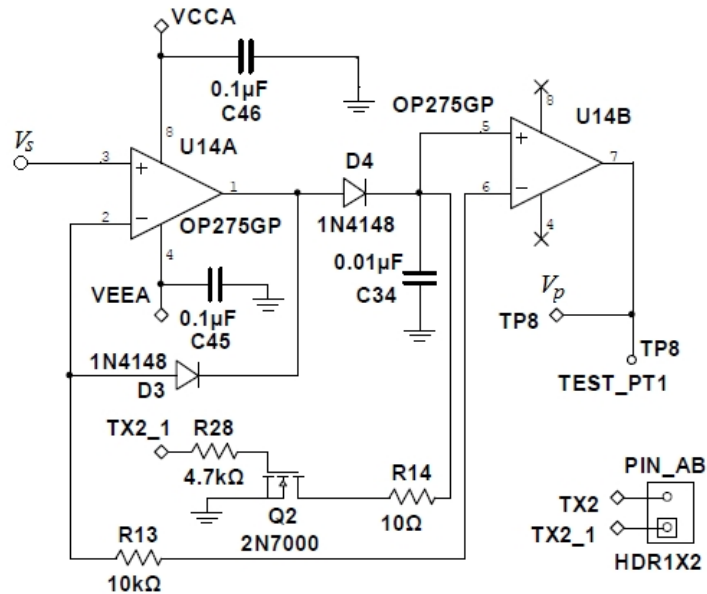 VCCA
0.1µF
C46
OP275GP
8
U14B
Vs
3
8
U14A
5
D4
2
1
6
7
OP275GP
1N4148
4
4
0.01µF
C34
VEEA
0.1µF
C45
Vp
TP8
1N4148
D3
TP8
TEST_PT1
TX2_1
R28
4.7kΩ
R14
PIN_AB
Q2
10Ω
TX2
2N7000
TX2_1
R13
10kΩ
HDR1X2